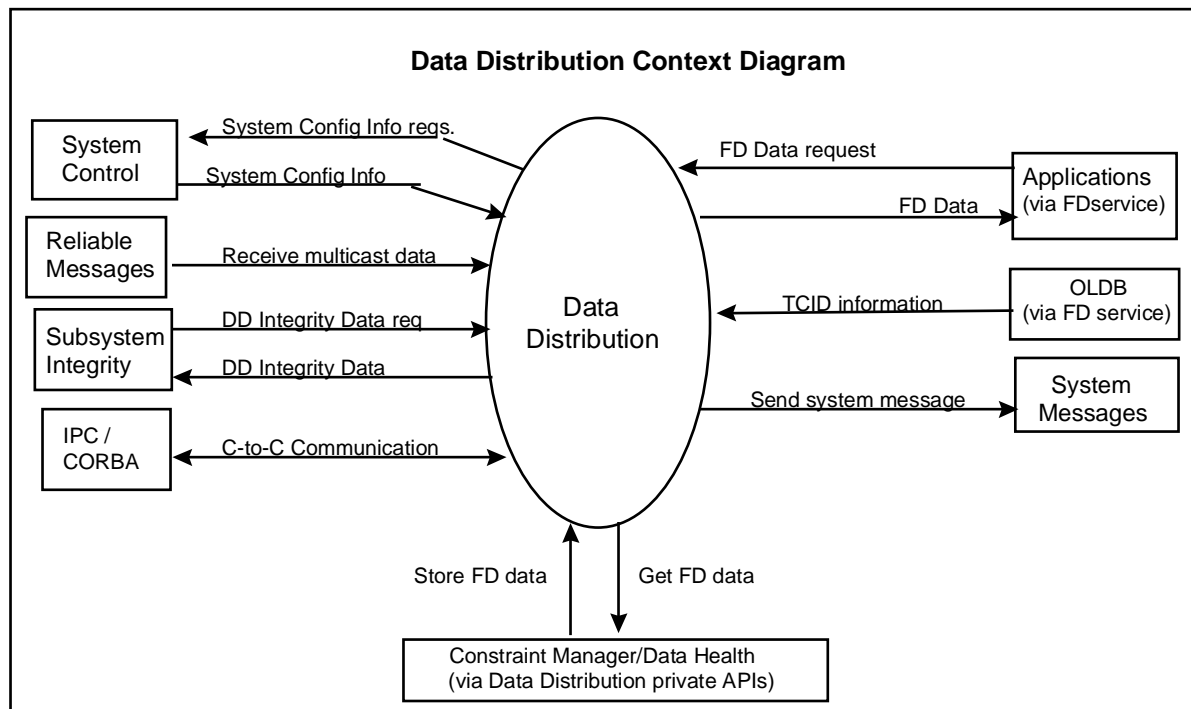 Data Distribution Context Diagram
System
Control
System Config Info reqs.
System Config Info
Reliable
Messages
Receive multicast data
Subsystem
Integrity
DD Integrity Data req
DD Integrity Data
IPC /
CORBA
C-to-C Communication
Data
Distribution
FD Data request
Applications
(via FDservice)
FD Data
OLDB
(via FD service)
TCID information
Send system message
System
Messages
Store FD data
Get FD data
Constraint Manager/Data Health
(via Data Distribution private APIs)